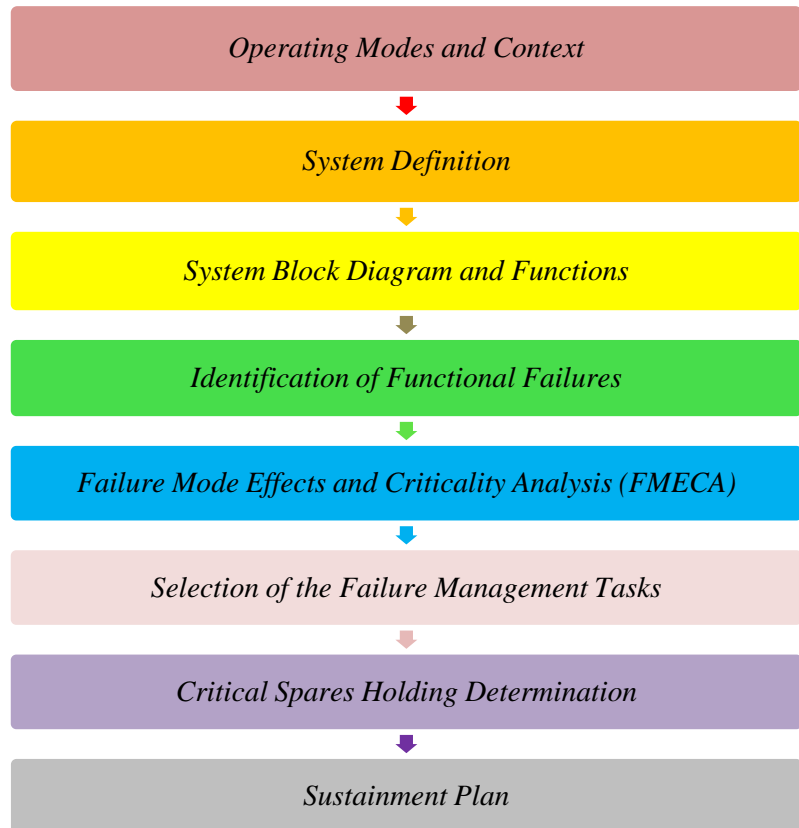 Operating Modes and Context
System Definition
System Block Diagram and Functions
Identification of Functional Failures
Failure Mode Effects and Criticality Analysis (FMECA)
Selection of the Failure Management Tasks
Critical Spares Holding Determination
Sustainment Plan